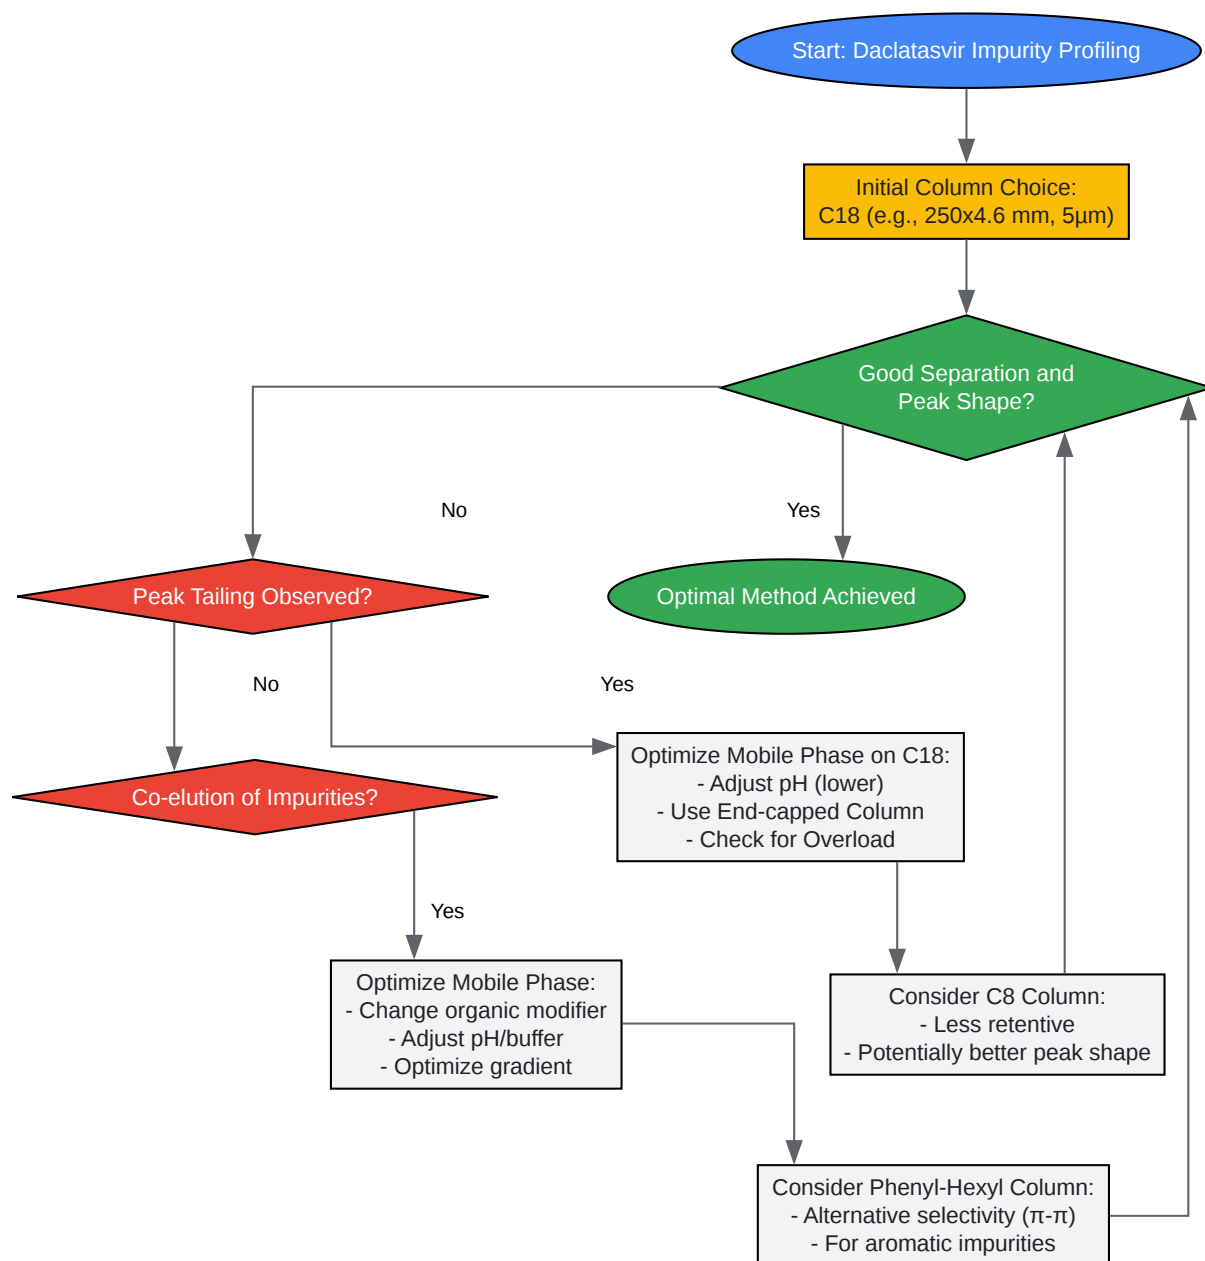 Start: Daclatasvir Impurity Profiling
Initial Column Choice:
C18 (e.g., 250x4.6 mm, 5µm)
Good Separation and
Peak Shape?
No
Yes
Peak Tailing Observed?
Optimal Method Achieved
No
Yes
Optimize Mobile Phase on C18:
- Adjust pH (lower)
- Use End-capped Column
- Check for Overload
Co-elution of Impurities?
Yes
Optimize Mobile Phase:
- Change organic modifier
- Adjust pH/buffer
- Optimize gradient
Consider C8 Column:
- Less retentive
- Potentially better peak shape
Consider Phenyl-Hexyl Column:
- Alternative selectivity (π-π)
- For aromatic impurities